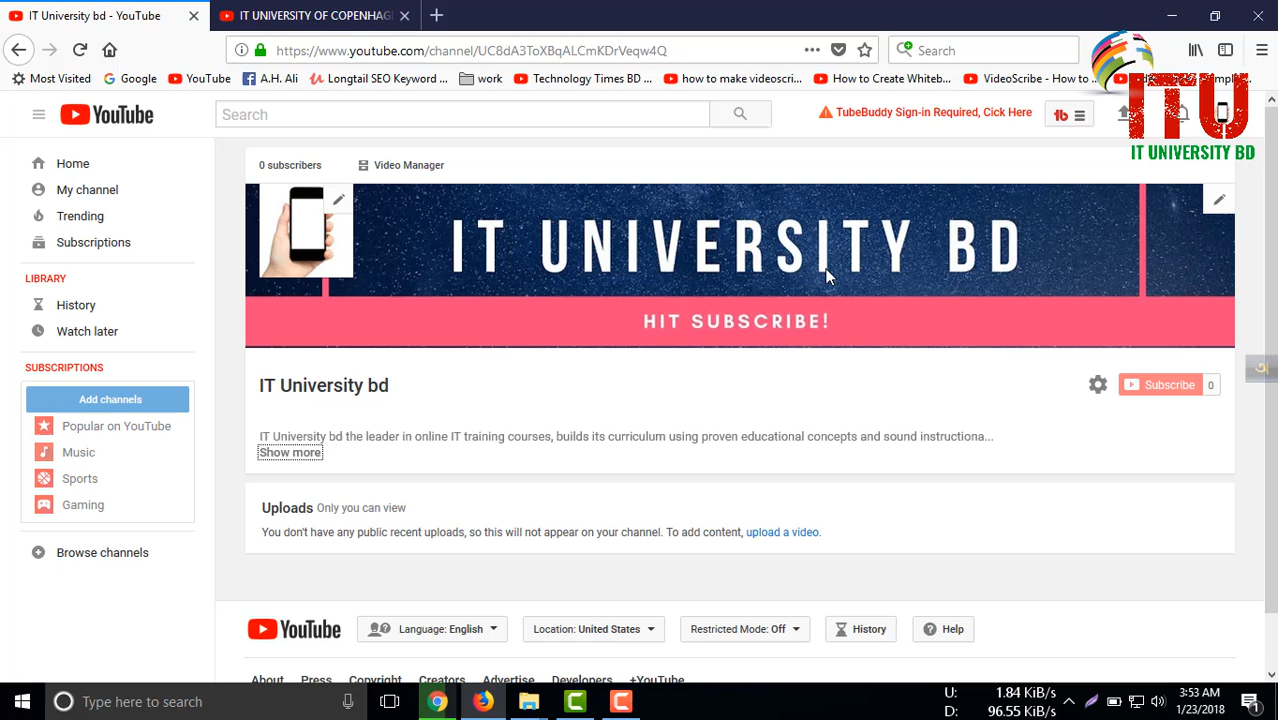 IT University bd - YouTube
IT UNIVERSITY OF COPENHAG
https://www.youtube.com/channel/UC8dA3ToXBqALCmKDrVeqw4Q
Search
Most Visited Google YouTube A.H. Ali Longtail SEO Keyword ... work Technology Times BD ... how to make videoscri... How to Create Whiteb... VideoScribe - How to ...
YouTube
Search
TubeBuddy Sign-in Required, Click Here
tb
ITU
IT UNIVERSITY BD
Home
My channel
Trending
Subscriptions
LIBRARY
History
Watch later
SUBSCRIPTIONS
Add channels
Popular on YouTube
Music
Sports
Gaming
Browse channels
0 subscribers Video Manager
IT UNIVERSITY BD
HIT SUBSCRIBE!
IT University bd
Subscribe 0
IT University bd the leader in online IT training courses, builds its curriculum using proven educational concepts and sound instructiona...
Show more
অ
Uploads Only you can view
You don't have any public recent uploads, so this will not appear on your channel. To add content, upload a video.
YouTube Language: English Location: United States Restricted Mode: Off History Help
About Press Copyright Creators Advertise Developers +YouTube
Type here to search
U: 1.84 KiB/s
D: 96.55 KiB/s
3:53 AM
1/23/2018